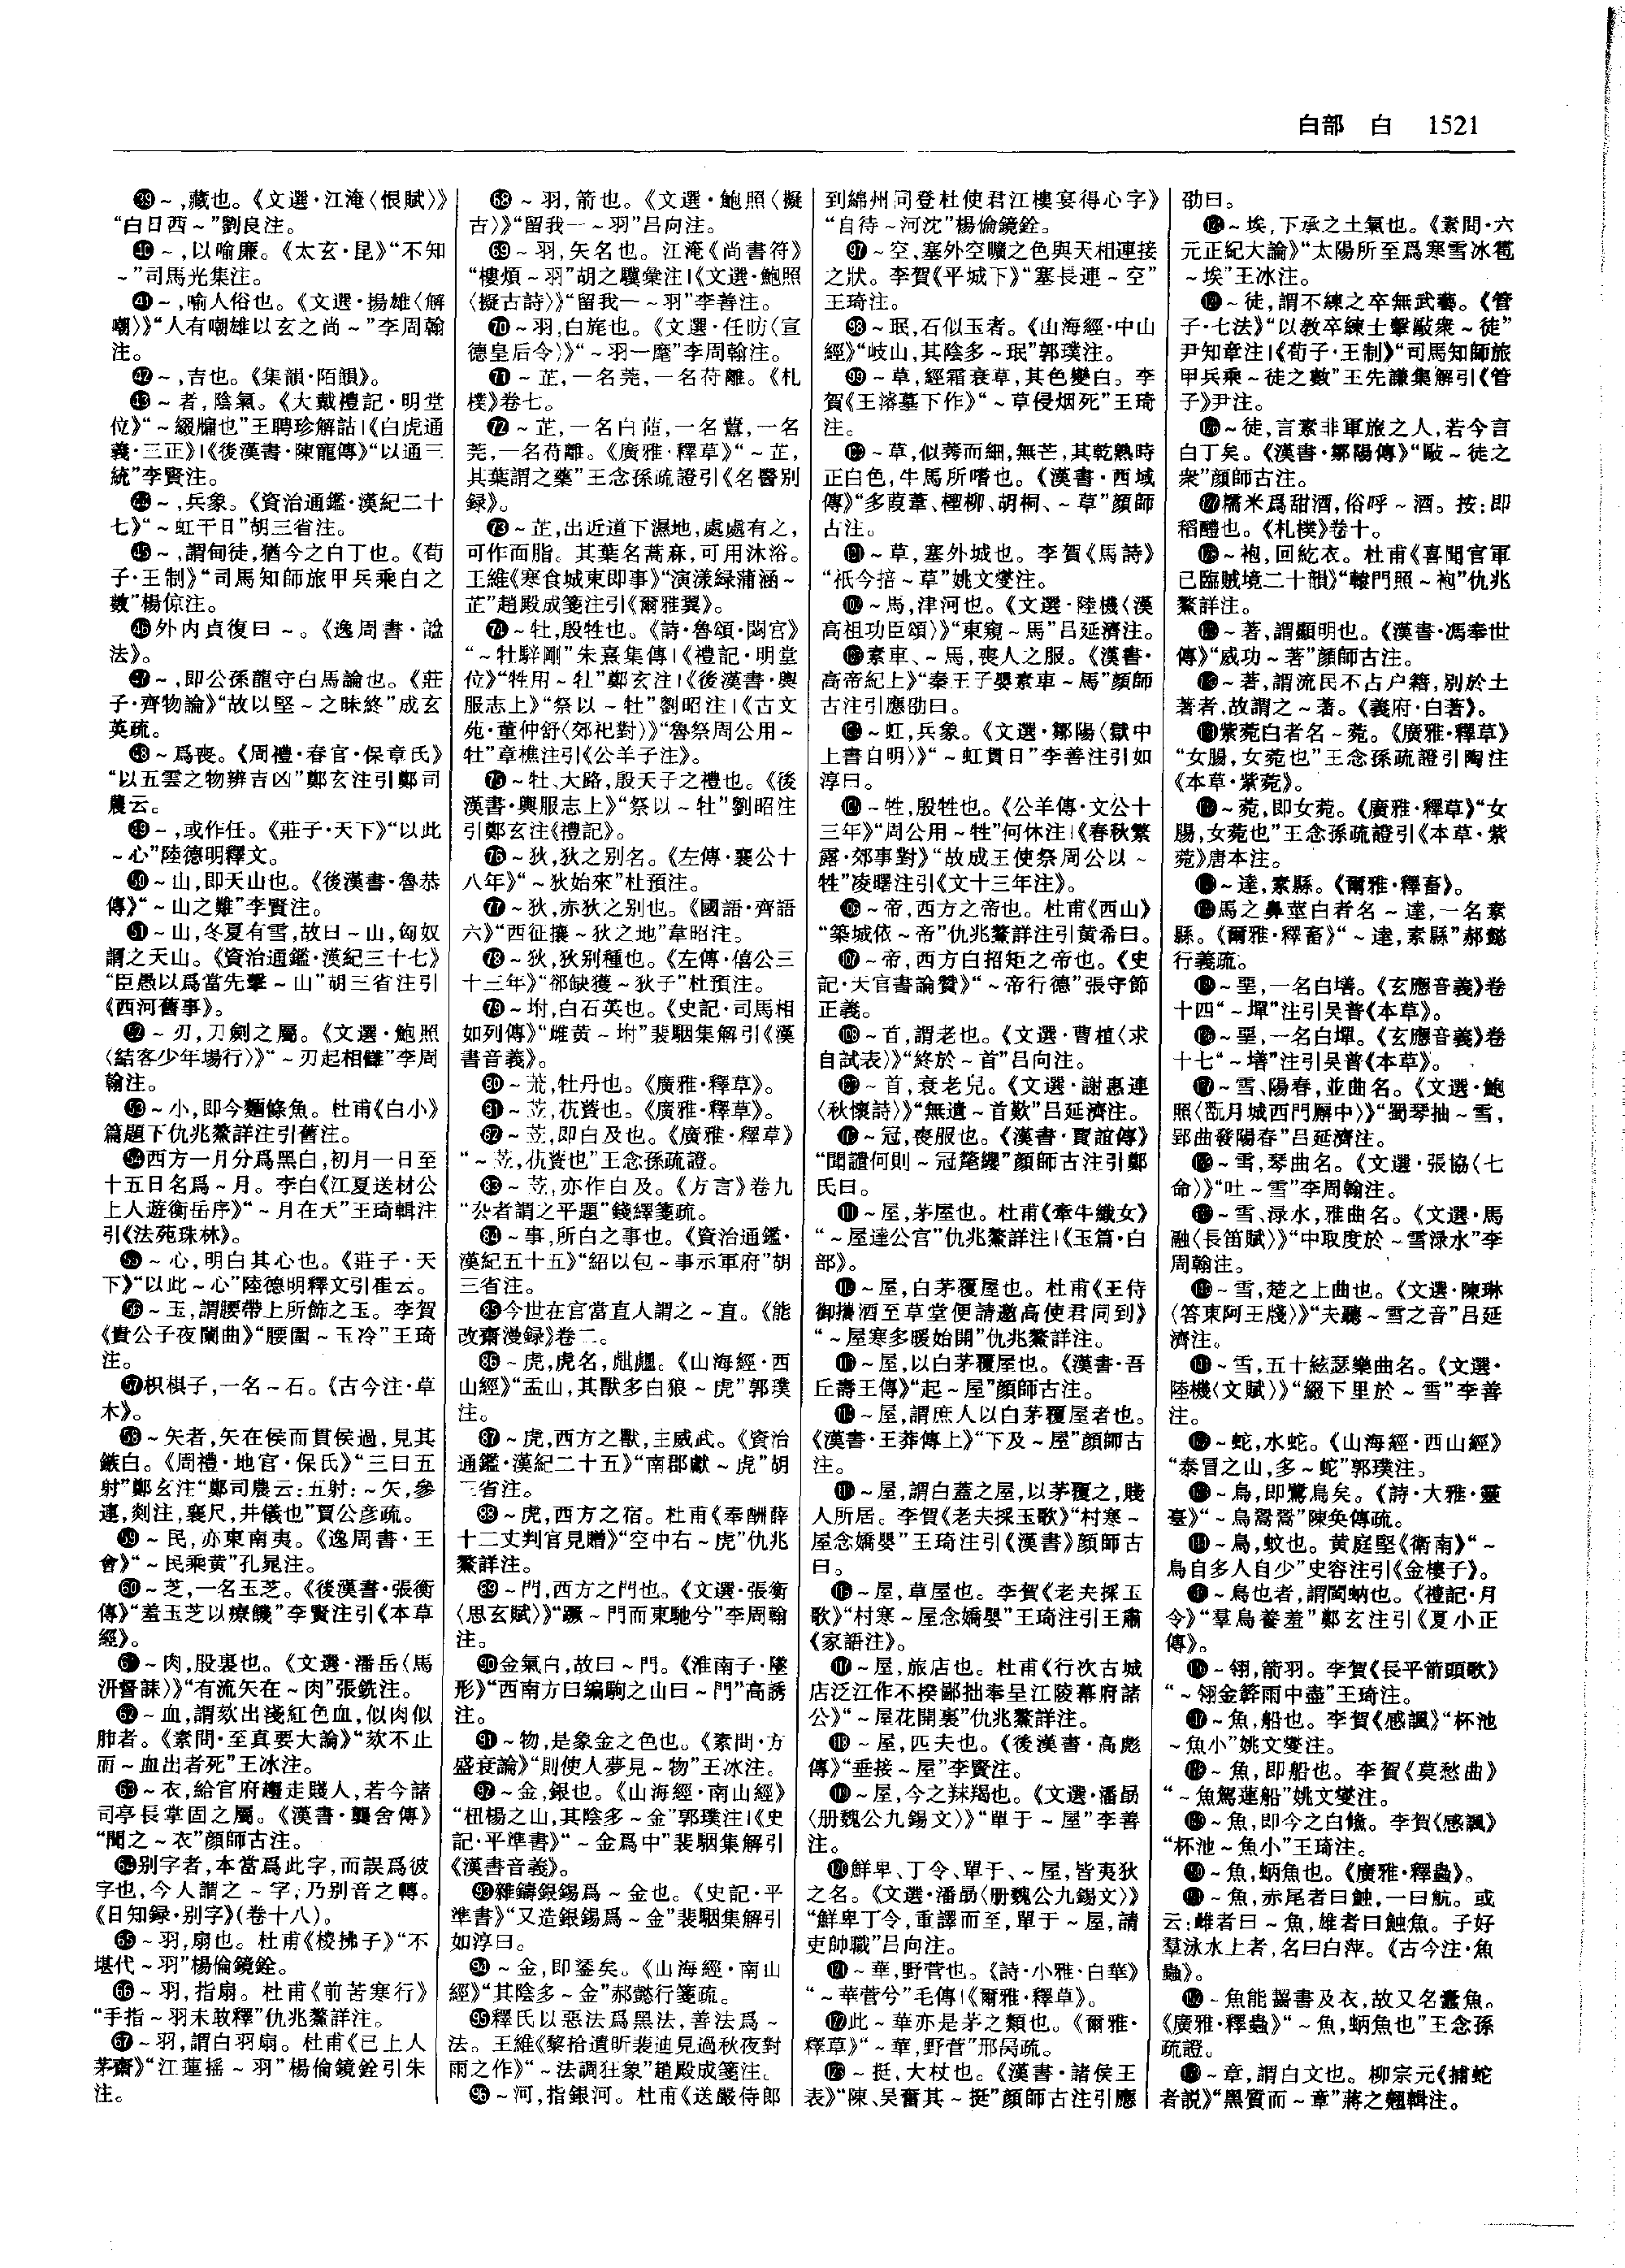 白部　白　1521
㊴～,藏也。《文選·江淹〈恨賦〉》
“白日西～”劉良注。
㊵～,以喻廉。《太玄·昆》“不知
～”司馬光集注。
㊶～,喻人俗也。《文選·揚雄〈解
嘲〉》“人有嘲雄以玄之尚～”李周翰
注。
㊷～,吉也。《集韻·陌韻》。
㊸～者,陰氣。《大戴禮記·明堂
位》“～綴牖也”王聘珍解詁|《白虎通
義·三正》|《後漢書·陳寵傳》“以通三
統”李賢注。
㊹～,兵象。《資治通鑑·漢紀二十
七》“～虹干日”胡三省注。
㊺～,謂甸徒,猶今之白丁也。《荀
子·王制》“司馬知師旅甲兵乘白之
數”楊倞注。
㊻外内貞復曰～。《逸周書·謚
法》。
㊼～,即公孫龍守白馬論也。《莊
子·齊物論》“故以堅～之昧終”成玄
英疏。
㊽～爲喪。《周禮·春官·保章氏》
“以五雲之物辨吉凶”鄭玄注引鄭司
農云。
㊾～,或作任。《莊子·天下》“以此
～心”陸德明釋文。
㊿～山,即天山也。《後漢書·魯恭
傳》“～山之難”李賢注。
51～山,冬夏有雪,故曰～山,匈奴
謂之天山。《資治通鑑·漢紀三十七》
“臣愚以爲當先擊～山”胡三省注引
《西河舊事》。
52～刃,刀劍之屬。《文選·鮑照
〈結客少年場行〉》“～刃起相讎”李周
翰注。
53～小,即今麵條魚。杜甫《白小》
篇題下仇兆鰲詳注引舊注。
54西方一月分爲黑白,初月一日至
十五日名爲～月。李白《江夏送材公
上人遊衡岳序》“～月在天”王琦輯注
引《法苑珠林》。
55～心,明白其心也。《莊子·天
下》“以此～心”陸德明釋文引崔云。
56～玉,謂腰帶上所飾之玉。李賀
《貴公子夜闌曲》“腰圍～玉冷”王琦
注。
57枳椇子,一名～石。《古今注·草
木》。
58～矢者,矢在侯而貫侯過,見其
鏃白。《周禮·地官·保氏》“三曰五
射”鄭玄注“鄭司農云:五射:～矢,參
連,剡注,襄尺,井儀也”賈公彦疏。
59～民,亦東南夷。《逸周書·王
會》“～民乘黄”孔晁注。
60～芝,一名玉芝。《後漢書·張衡
傳》“羞玉芝以療饑”李賢注引《本草
經》。
61～肉,股裏也。《文選·潘岳〈馬
汧督誄〉》“有流矢在～肉”張銑注。
62～血,謂欬出淺紅色血,似肉似
肺者。《素問·至真要大論》“欬不止
而～血出者死”王冰注。
63～衣,給官府趨走賤人,若今諸
司亭長掌固之屬。《漢書·龔舍傳》
“聞之～衣”顔師古注。
64别字者,本當爲此字,而誤爲彼
字也,今人謂之～字,乃别音之轉。
《日知録·别字》(卷十八)。
65～羽,扇也。杜甫《椶拂子》“不
堪代～羽”楊倫鏡銓。
66～羽,指扇。杜甫《前苦寒行》
“手指～羽未敢釋”仇兆鰲詳注。
67～羽,謂白羽扇。杜甫《已上人
茅齋》“江蓮摇～羽”楊倫鏡銓引朱
注。
68～羽,箭也。《文選·鮑照〈擬
古〉》“留我一～羽”吕向注。
69～羽,矢名也。江淹《尚書符》
“樓煩～羽”胡之驥彙注|《文選·鮑照
〈擬古詩〉》“留我一～羽”李善注。
70～羽,白旄也。《文選·任昉〈宣
德皇后令〉》“～羽一麾”李周翰注。
71～芷,一名莞,一名苻離。《札
樸》卷七。
72～芷,一名白茝,一名蘬,一名
莞,一名苻離。《廣雅·釋草》“～芷,
其葉謂之藥”王念孫疏證引《名醫别
録》。
73～芷,出近道下濕地,處處有之,
可作面脂。其葉名蒿麻,可用沐浴。
王維《寒食城東即事》“演漾緑蒲涵～
芷”趙殿成箋注引《爾雅翼》。
74～牡,殷牲也。《詩·魯頌·閟宫》
“～牡騂剛”朱熹集傳|《禮記·明堂
位》“牲用～牡”鄭玄注|《後漢書·輿
服志上》“祭以～牡”劉昭注|《古文
苑·董仲舒〈郊祀對〉》“魯祭周公用～
牡”章樵注引《公羊子注》。
75～牡、大路,殷天子之禮也。《後
漢書·輿服志上》“祭以～牡”劉昭注
引鄭玄注《禮記》。
76～狄,狄之别名。《左傳·襄公十
八年》“～狄始來”杜預注。
77～狄,赤狄之别也。《國語·齊語
六》“西征攘～狄之地”韋昭注。
78～狄,狄别種也。《左傳·僖公三
十三年》“郤缺獲～狄子”杜預注。
79～坿,白石英也。《史記·司馬相
如列傳》“雌黄～坿”裴駰集解引《漢
書音義》。
80～茮,牡丹也。《廣雅·釋草》。
81～苙,茋薋也。《廣雅·釋草》。
82～苙,即白及也。《廣雅·釋草》
“～苙,茋薋也”王念孫疏證。
83～苙,亦作白及。《方言》卷九
“公者謂之平題”錢繹箋疏。
84～事,所白之事也。《資治通鑑·
漢紀五十五》“紹以包～事示軍府”胡
三省注。
85今世在官當直人謂之～直。《能
改齋漫録》卷二。
86～虎,虎名,甝虪。《山海經·西
山經》“盂山,其獸多白狼～虎”郭璞
注。
87～虎,西方之獸,主威武。《資治
通鑑·漢紀二十五》“南郡獻～虎”胡
三省注。
88～虎,西方之宿。杜甫《奉酬薛
十二丈判官見贈》“空中右～虎”仇兆
鰲詳注。
89～門,西方之門也。《文選·張衡
〈思玄賦〉》“蹶～門而東馳兮”李周翰
注。
90金氣白,故曰～門。《淮南子·墬
形》“西南方曰編駒之山曰～門”高誘
注。
91～物,是象金之色也。《素問·方
盛衰論》“則使人夢見～物”王冰注。
92～金,銀也。《山海經·南山經》
“杻楊之山,其陰多～金”郭璞注|《史
記·平準書》“～金爲中”裴駰集解引
《漢書音義》。
93雜鑄銀錫爲～金也。《史記·平
準書》“又造銀錫爲～金”裴駰集解引
如淳曰。
94～金,即鋈矣。《山海經·南山
經》“其陰多～金”郝懿行箋疏。
95釋氏以惡法爲黑法,善法爲～
法。王維《黎拾遺昕裴迪見過秋夜對
雨之作》“～法調狂象”趙殿成箋注。
96～河,指銀河。杜甫《送嚴侍郎
到綿州同登杜使君江樓宴得心字》
“自待～河沈”楊倫鏡銓。
97～空,塞外空曠之色與天相連接
之狀。李賀《平城下》“塞長連～空”
王琦注。
98～珉,石似玉者。《山海經·中山
經》“岐山,其陰多～珉”郭璞注。
99～草,經霜衰草,其色變白。李
賀《王濬墓下作》“～草侵烟死”王琦
注。
100～草,似莠而細,無芒,其乾熟時
正白色,牛馬所嗜也。《漢書·西域
傳》“多葭葦、檉柳、胡桐、～草”顔師
古注。
101～草,塞外城也。李賀《馬詩》
“祇今掊～草”姚文燮注。
102～馬,津河也。《文選·陸機〈漢
高祖功臣頌〉》“東窺～馬”吕延濟注。
103素車、～馬,喪人之服。《漢書·
高帝紀上》“秦王子嬰素車～馬”顔師
古注引應劭曰。
104～虹,兵象。《文選·鄒陽〈獄中
上書自明〉》“～虹貫日”李善注引如
淳曰。
105～牲,殷牲也。《公羊傳·文公十
三年》“周公用～牲”何休注|《春秋繁
露·郊事對》“故成王使祭周公以～
牲”凌曙注引《文十三年注》。
106～帝,西方之帝也。杜甫《西山》
“築城依～帝”仇兆鰲詳注引黄希曰。
107～帝,西方白招矩之帝也。《史
記·天官書論贊》“～帝行德”張守節
正義。
108～首,謂老也。《文選·曹植〈求
自試表〉》“終於～首”吕向注。
109～首,衰老兒。《文選·謝惠連
〈秋懷詩〉》“無遺～首歎”吕延濟注。
110～冠,喪服也。《漢書·賈誼傳》
“聞譴何則～冠氂纓”顔師古注引鄭
氏曰。
111～屋,茅屋也。杜甫《牽牛織女》
“～屋達公宫”仇兆鰲詳注|《玉篇·白
部》。
112～屋,白茅覆屋也。杜甫《王侍
御攜酒至草堂便請邀高使君同到》
“～屋寒多暖始開”仇兆鰲詳注。
113～屋,以白茅覆屋也。《漢書·吾
丘壽王傳》“起～屋”顔師古注。
114～屋,謂庶人以白茅覆屋者也。
《漢書·王莽傳上》“下及～屋”顔師古
注。
115～屋,謂白蓋之屋,以茅覆之,賤
人所居。李賀《老夫採玉歌》“村寒～
屋念嬌嬰”王琦注引《漢書》顔師古
曰。
116～屋,草屋也。李賀《老夫採玉
歌》“村寒～屋念嬌嬰”王琦注引王肅
《家語注》。
117～屋,旅店也。杜甫《行次古城
店泛江作不揆鄙拙奉呈江陵幕府諸
公》“～屋花開裏”仇兆鰲詳注。
118～屋,匹夫也。《後漢書·高彪
傳》“垂接～屋”李賢注。
119～屋,今之靺羯也。《文選·潘勗
〈册魏公九錫文〉》“單于～屋”李善
注。
120鮮卑、丁令、單于、～屋,皆夷狄
之名。《文選·潘勗〈册魏公九錫文〉》
“鮮卑丁令,重譯而至,單于～屋,請
吏帥職”吕向注。
121～華,野菅也。《詩·小雅·白華》
“～華菅兮”毛傳|《爾雅·釋草》。
122此～華亦是茅之類也。《爾雅·
釋草》“～華,野菅”邢昺疏。
123～挺,大杖也。《漢書·諸侯王
表》“陳、吴奮其～挺”顔師古注引應
劭曰。
124～埃,下承之土氣也。《素問·六
元正紀大論》“太陽所至爲寒雪冰雹
～埃”王冰注。
125～徒,謂不練之卒無武藝。《管
子·七法》“以教卒練士擊敺衆～徒”
尹知章注|《荀子·王制》“司馬知師旅
甲兵乘～徒之數”王先謙集解引《管
子》尹注。
126～徒,言素非軍旅之人,若今言
白丁矣。《漢書·鄒陽傳》“敺～徒之
衆”顔師古注。
127糯米爲甜酒,俗呼～酒。按:即
稻醴也。《札樸》卷十。
128～袍,回紇衣。杜甫《喜聞官軍
已臨賊境二十韻》“轅門照～袍”仇兆
鰲詳注。
129～著,謂顯明也。《漢書·馮奉世
傳》“威功～著”顔師古注。
130～著,謂流民不占户籍,别於土
著者,故謂之～著。《義府·白著》。
131紫菀白者名～菀。《廣雅·釋草》
“女腸,女菀也”王念孫疏證引陶注
《本草·紫菀》。
132～菀,即女菀。《廣雅·釋草》“女
腸,女菀也”王念孫疏證引《本草·紫
菀》唐本注。
133～達,素縣。《爾雅·釋畜》。
134馬之鼻莖白者名～達,一名素
縣。《爾雅·釋畜》“～達,素縣”郝懿
行義疏。
135～堊,一名白墡。《玄應音義》卷
十四“～墠”注引吴普《本草》。
136～堊,一名白墠。《玄應音義》卷
十七“～墡”注引吴普《本草》。
137～雪、陽春,並曲名。《文選·鮑
照〈翫月城西門廨中〉》“蜀琴抽～雪,
郢曲發陽春”吕延濟注。
138～雪,琴曲名。《文選·張協〈七
命〉》“吐～雪”李周翰注。
139～雪、渌水,雅曲名。《文選·馬
融〈長笛賦〉》“中取度於～雪渌水”李
周翰注。
140～雪,楚之上曲也。《文選·陳琳
〈答東阿王牋〉》“夫聽～雪之音”吕延
濟注。
141～雪,五十絃瑟樂曲名。《文選·
陸機〈文賦〉》“綴下里於～雪”李善
注。
142～蛇,水蛇。《山海經·西山經》
“泰冒之山,多～蛇”郭璞注。
143～鳥,即鷺鳥矣。《詩·大雅·靈
臺》“～鳥翯翯”陳奂傳疏。
144～鳥,蚊也。黄庭堅《衛南》“～
鳥自多人自少”史容注引《金樓子》。
145～鳥也者,謂閩蚋也。《禮記·月
令》“羣鳥養羞”鄭玄注引《夏小正
傳》。
146～翎,箭羽。李賀《長平箭頭歌》
“～翎金簳雨中盡”王琦注。
147～魚,船也。李賀《感諷》“杯池
～魚小”姚文燮注。
148～魚,即船也。李賀《莫愁曲》
“～魚駕蓮船”姚文燮注。
149～魚,即今之白鯈。李賀《感諷》
“杯池～魚小”王琦注。
150～魚,蛃魚也。《廣雅·釋蟲》。
151～魚,赤尾者曰䱉,一曰魧。或
云:雌者曰～魚,雄者曰䱉魚。子好
羣泳水上者,名曰白萍。《古今注·魚
蟲》。
152～魚能齧書及衣,故又名蠹魚。
《廣雅·釋蟲》“～魚,蛃魚也”王念孫
疏證。
153～章,謂白文也。柳宗元《捕蛇
者説》“黑質而～章”蔣之翹輯注。